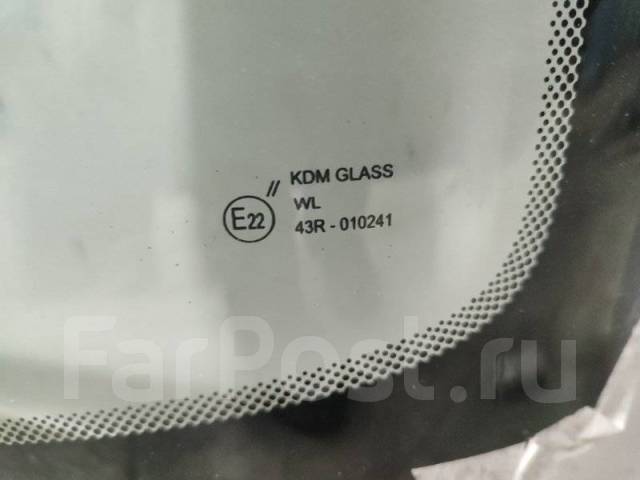 // KDM GLASS
E22 WL
43R - 010241
FarPost.ru